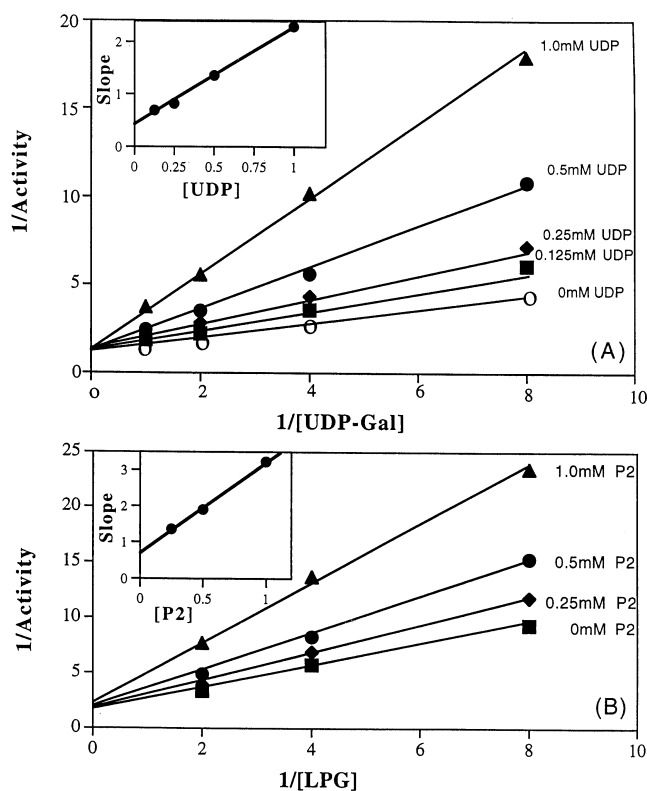 20
15
10
5
0
1/Activity
2
1
0
Slope
0
0.25
0.5
0.75
1
[UDP]
1.0mM UDP
0.5mM UDP
0.25mM UDP
0.125mM UDP
0mM UDP
(A)
0
2
4
6
8
10
1/[UDP-Gal]
25
20
15
10
5
0
1/Activity
3
2
1
0
Slope
0
0.5
1
[P2]
1.0mM P2
0.5mM P2
0.25mM P2
0mM P2
(B)
0
2
4
6
8
10
1/[LPG]